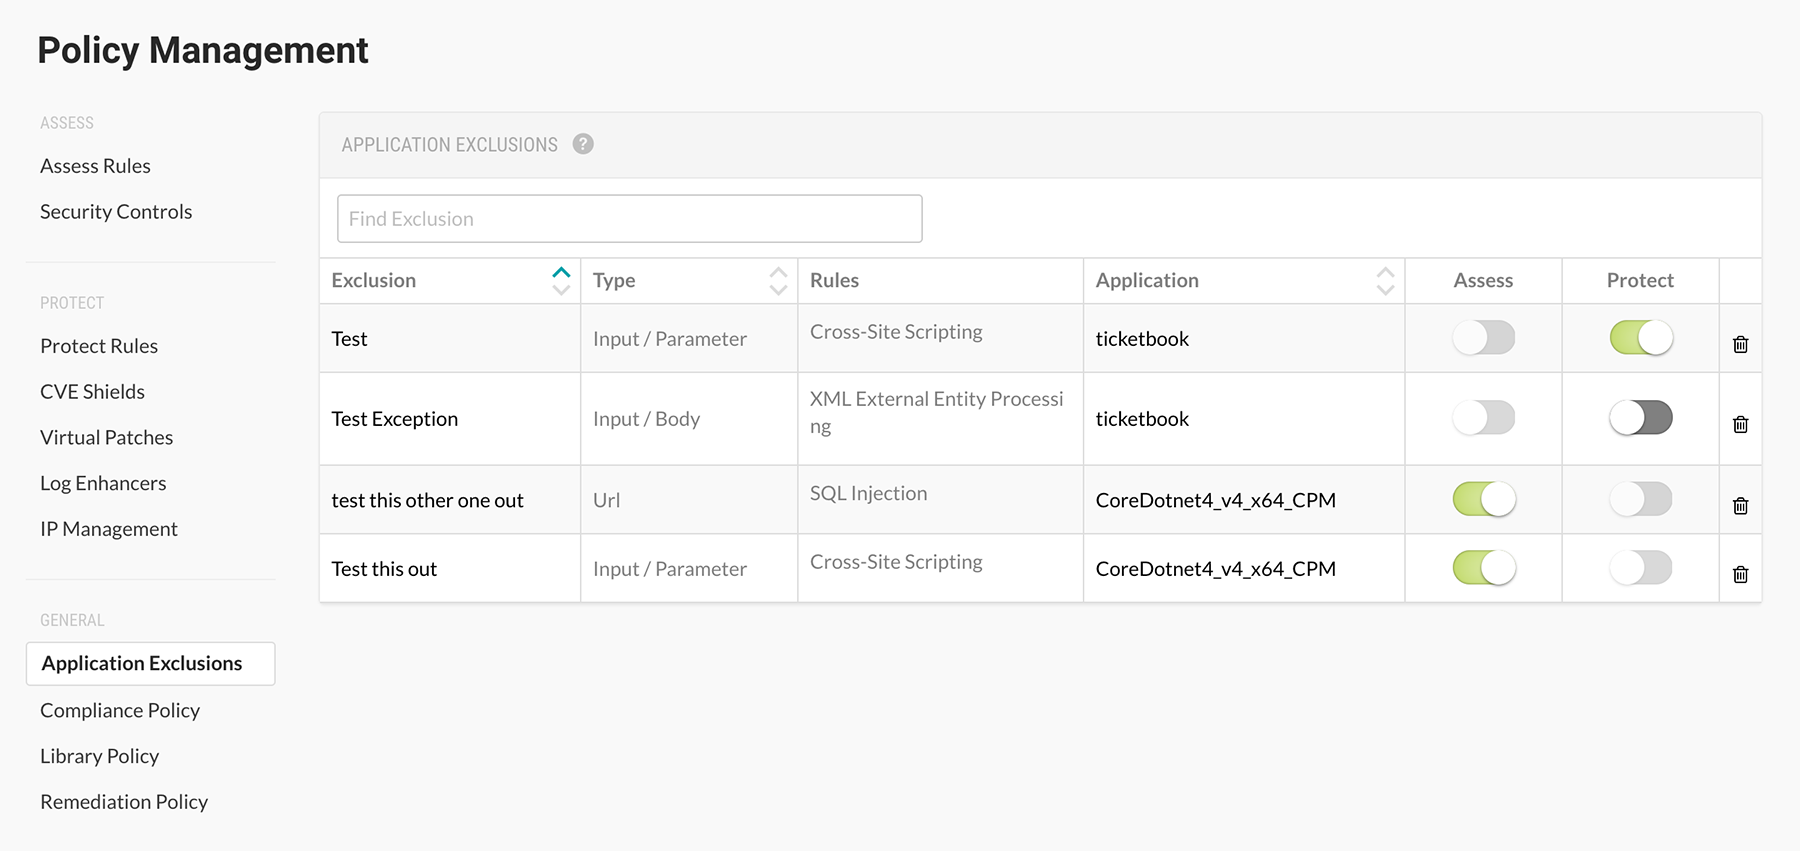 Policy Management
ASSESS
Assess Rules
Security Controls
PROTECT
Protect Rules
CVE Shields
Virtual Patches
Log Enhancers
IP Management
GENERAL
Application Exclusions
Compliance Policy
Library Policy
Remediation Policy
APPLICATION EXCLUSIONS ?
Find Exclusion
Exclusion Type Rules Application Assess Protect
Test Input / Parameter Cross-Site Scripting ticketbook
Test Exception Input / Body XML External Entity Processi
ng ticketbook
test this other one out Url SQL Injection CoreDotnet4_v4_x64_CPM
Test this out Input / Parameter Cross-Site Scripting CoreDotnet4_v4_x64_CPM